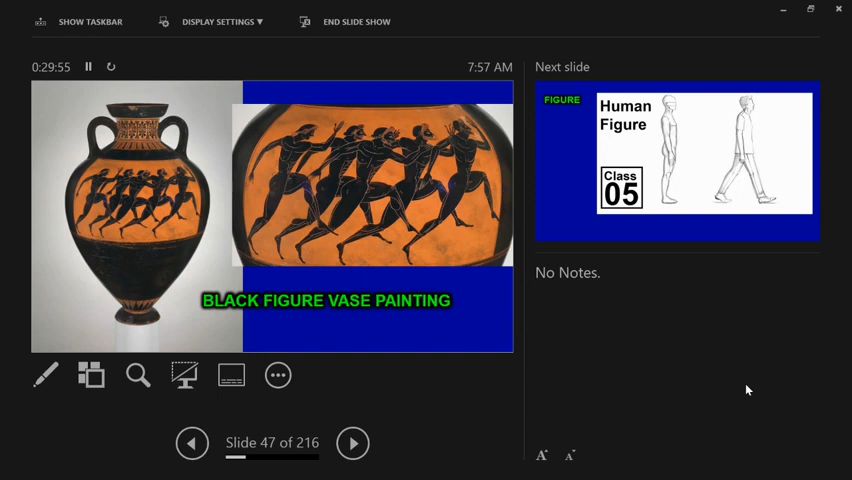 SHOW TASKBAR
DISPLAY SETTINGS ▼
END SLIDE SHOW
0:29:55
7:57 AM
BLACK FIGURE VASE PAINTING
Slide 47 of 216
Next slide
FIGURE
Human
Figure
Class
05
No Notes.
A A